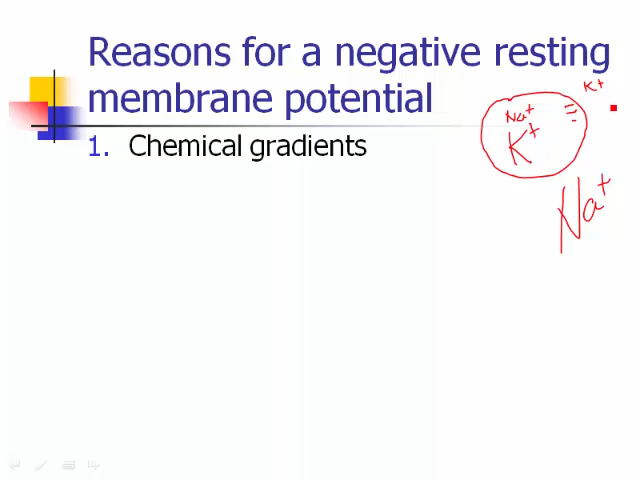 Reasons for a negative resting
membrane potential
1. Chemical gradients
K+
Na+
K+
Na+